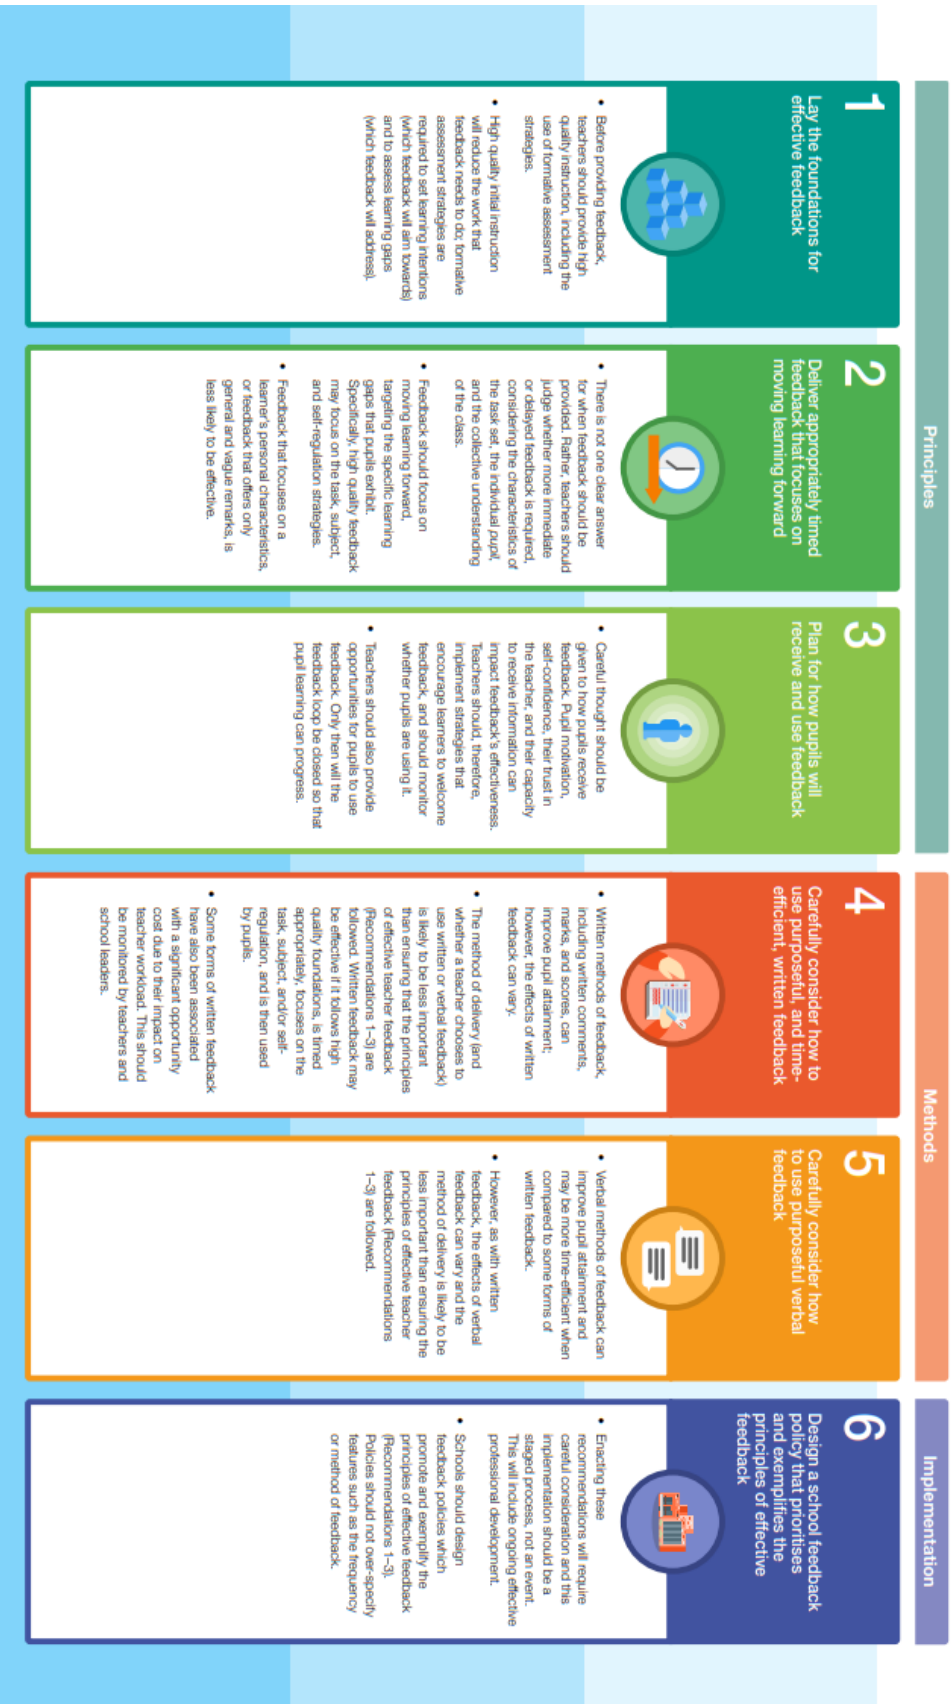 Principles
1
Lay the foundations for
effective feedback
• Before providing feedback,
teachers should provide high
quality instruction, including the
use of formative assessment
strategies.
• High quality initial instruction
will reduce the work that
feedback needs to do; formative
assessment strategies are
required to set learning intentions
(which feedback will aim towards)
and to assess learning gaps
(which feedback will address).
2
Deliver appropriately timed
feedback that focuses on
moving learning forward
• There is not one clear answer
for when feedback should be
provided. Rather, teachers should
judge whether more immediate
or delayed feedback is required,
considering the characteristics of
the task set, the individual pupil,
and the collective understanding
of the class.
• Feedback should focus on
moving learning forward,
targeting the specific learning
gaps that pupils exhibit.
Specifically, high quality feedback
may focus on the task, subject,
and self-regulation strategies.
• Feedback that focuses on a
learner's personal characteristics,
or feedback that offers only
general and vague remarks, is
less likely to be effective.
3
Plan for how pupils will
receive and use feedback
• Careful thought should be
given to how pupils receive
feedback. Pupil motivation,
self-confidence, their trust in
the teacher, and their capacity
to receive information can
impact feedback's effectiveness.
Teachers should, therefore,
implement strategies that
encourage learners to welcome
feedback, and should monitor
whether pupils are using it.
• Teachers should also provide
opportunities for pupils to use
feedback. Only then will the
feedback loop be closed so that
pupil learning can progress.
Methods
4
Carefully consider how to
use purposeful, and time-
efficient, written feedback
• Written methods of feedback,
including written comments,
marks, and scores, can
improve pupil attainment;
however, the effects of written
feedback can vary.
• The method of delivery (and
whether a teacher chooses to
use written or verbal feedback)
is likely to be less important
than ensuring that the principles
of effective teacher feedback
(Recommendations 1–3) are
followed. Written feedback may
be effective if it follows high
quality foundations, is timed
appropriately, focuses on the
task, subject, and/or self-
regulation, and is then used
by pupils.
• Some forms of written feedback
have also been associated
with a significant opportunity
cost due to their impact on
teacher workload. This should
be monitored by teachers and
school leaders.
5
Carefully consider how
to use purposeful verbal
feedback
• Verbal methods of feedback can
improve pupil attainment and
may be more time-efficient when
compared to some forms of
written feedback.
• However, as with written
feedback, the effects of verbal
feedback can vary and the
method of delivery is likely to be
less important than ensuring the
principles of effective teacher
feedback (Recommendations
1–3) are followed.
Implementation
6
Design a school feedback
policy that prioritises
and exemplifies the
principles of effective
feedback
• Enacting these
recommendations will require
careful consideration and this
implementation should be a
staged process, not an event.
This will include ongoing effective
professional development.
• Schools should design
feedback policies which
promote and exemplify the
principles of effective feedback
(Recommendations 1–3).
Policies should not over-specify
features such as the frequency
or method of feedback.